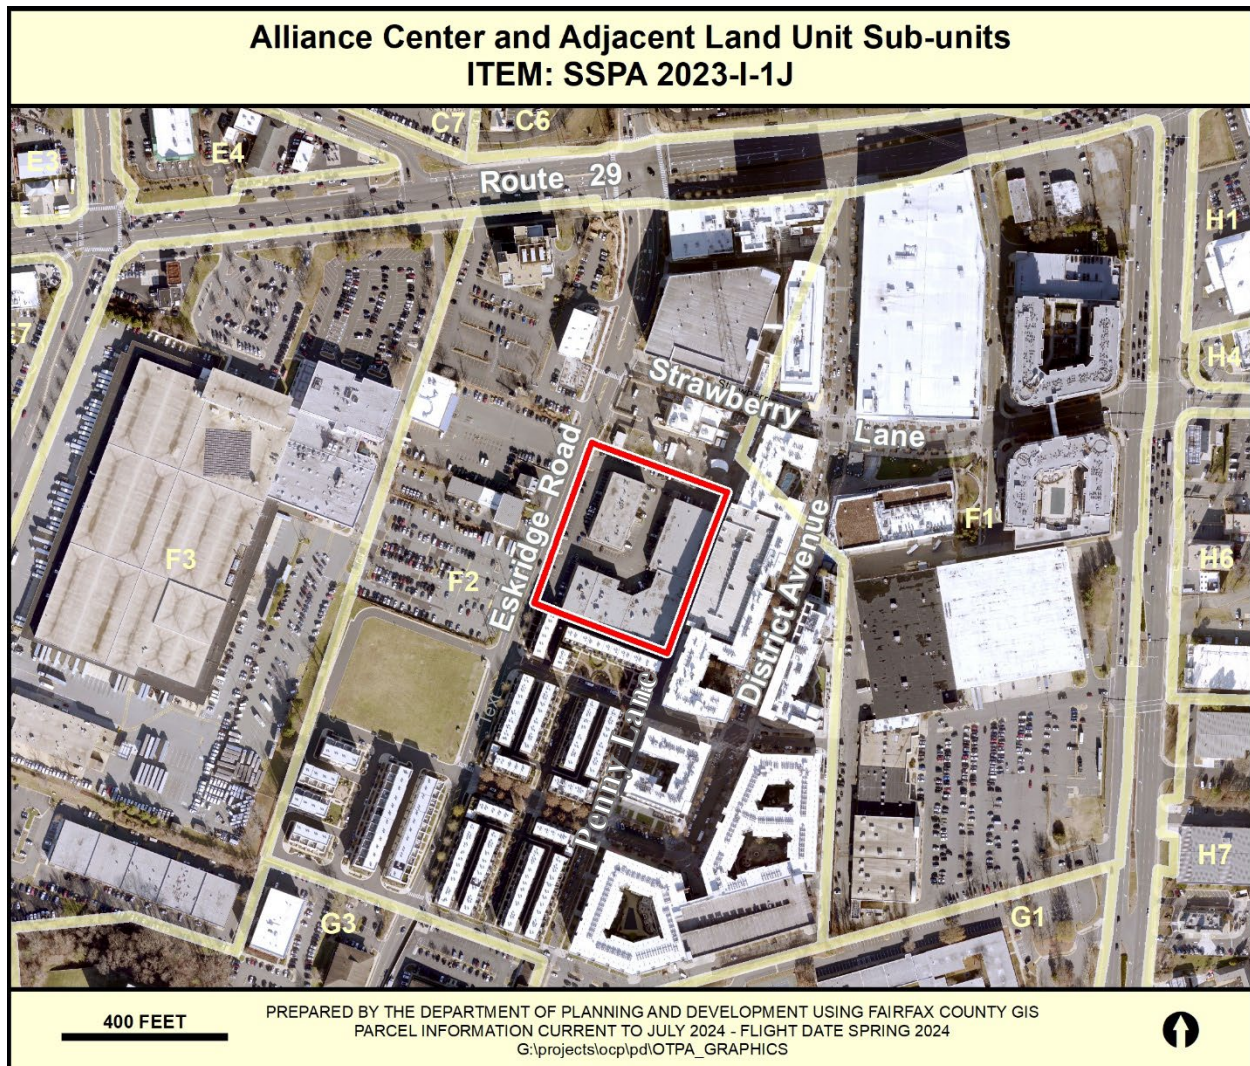 Alliance Center and Adjacent Land Unit Sub-units
ITEM: SSPA 2023-I-1J
C7
C6
E3
E4
Route 29
H1
E7
H4
Strawberry
Lane
Eskridge Road
F1
F3
F2
H6
District Avenue
Text
Penny Lane
H7
G3
G1
400 FEET
PREPARED BY THE DEPARTMENT OF PLANNING AND DEVELOPMENT USING FAIRFAX COUNTY GIS
PARCEL INFORMATION CURRENT TO JULY 2024 - FLIGHT DATE SPRING 2024
G:\projects\ocp\pd\OTPA_GRAPHICS